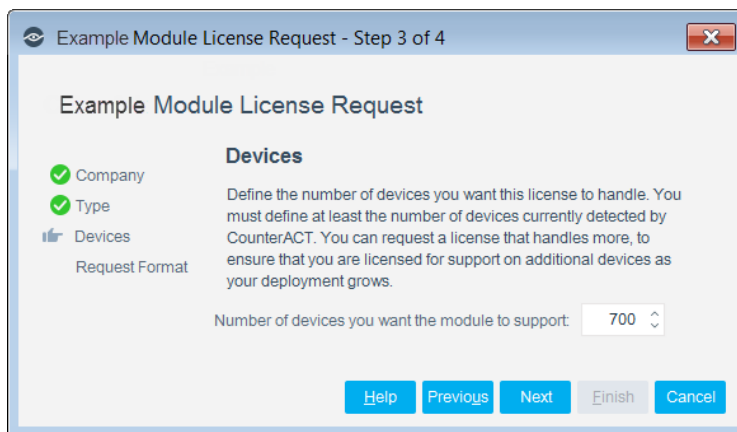 Example Module License Request - Step 3 of 4
Example Module License Request
Company
Type
Devices
Request Format
Devices
Define the number of devices you want this license to handle. You
must define at least the number of devices currently detected by
CounterACT. You can request a license that handles more, to
ensure that you are licensed for support on additional devices as
your deployment grows.
Number of devices you want the module to support: 700
Help Previous Next Finish Cancel